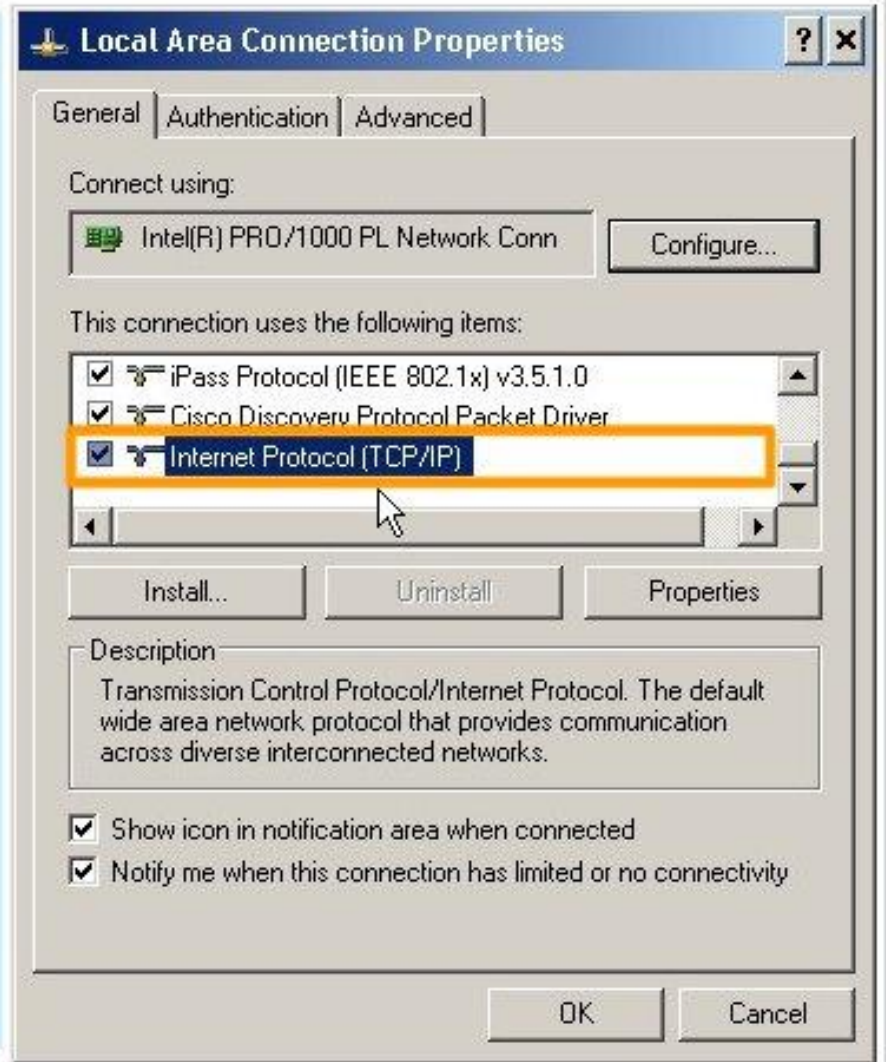 Local Area Connection Properties
General Authentication Advanced
Connect using:
Intel(R) PRO/1000 PL Network Conn
Configure...
This connection uses the following items:
iPass Protocol (IEEE 802.1x) v3.5.1.0
Cisco Discovery Protocol Packet Driver
Internet Protocol (TCP/IP)
Install... Uninstall Properties
Description
Transmission Control Protocol/Internet Protocol. The default
wide area network protocol that provides communication
across diverse interconnected networks.
Show icon in notification area when connected
Notify me when this connection has limited or no connectivity
OK Cancel